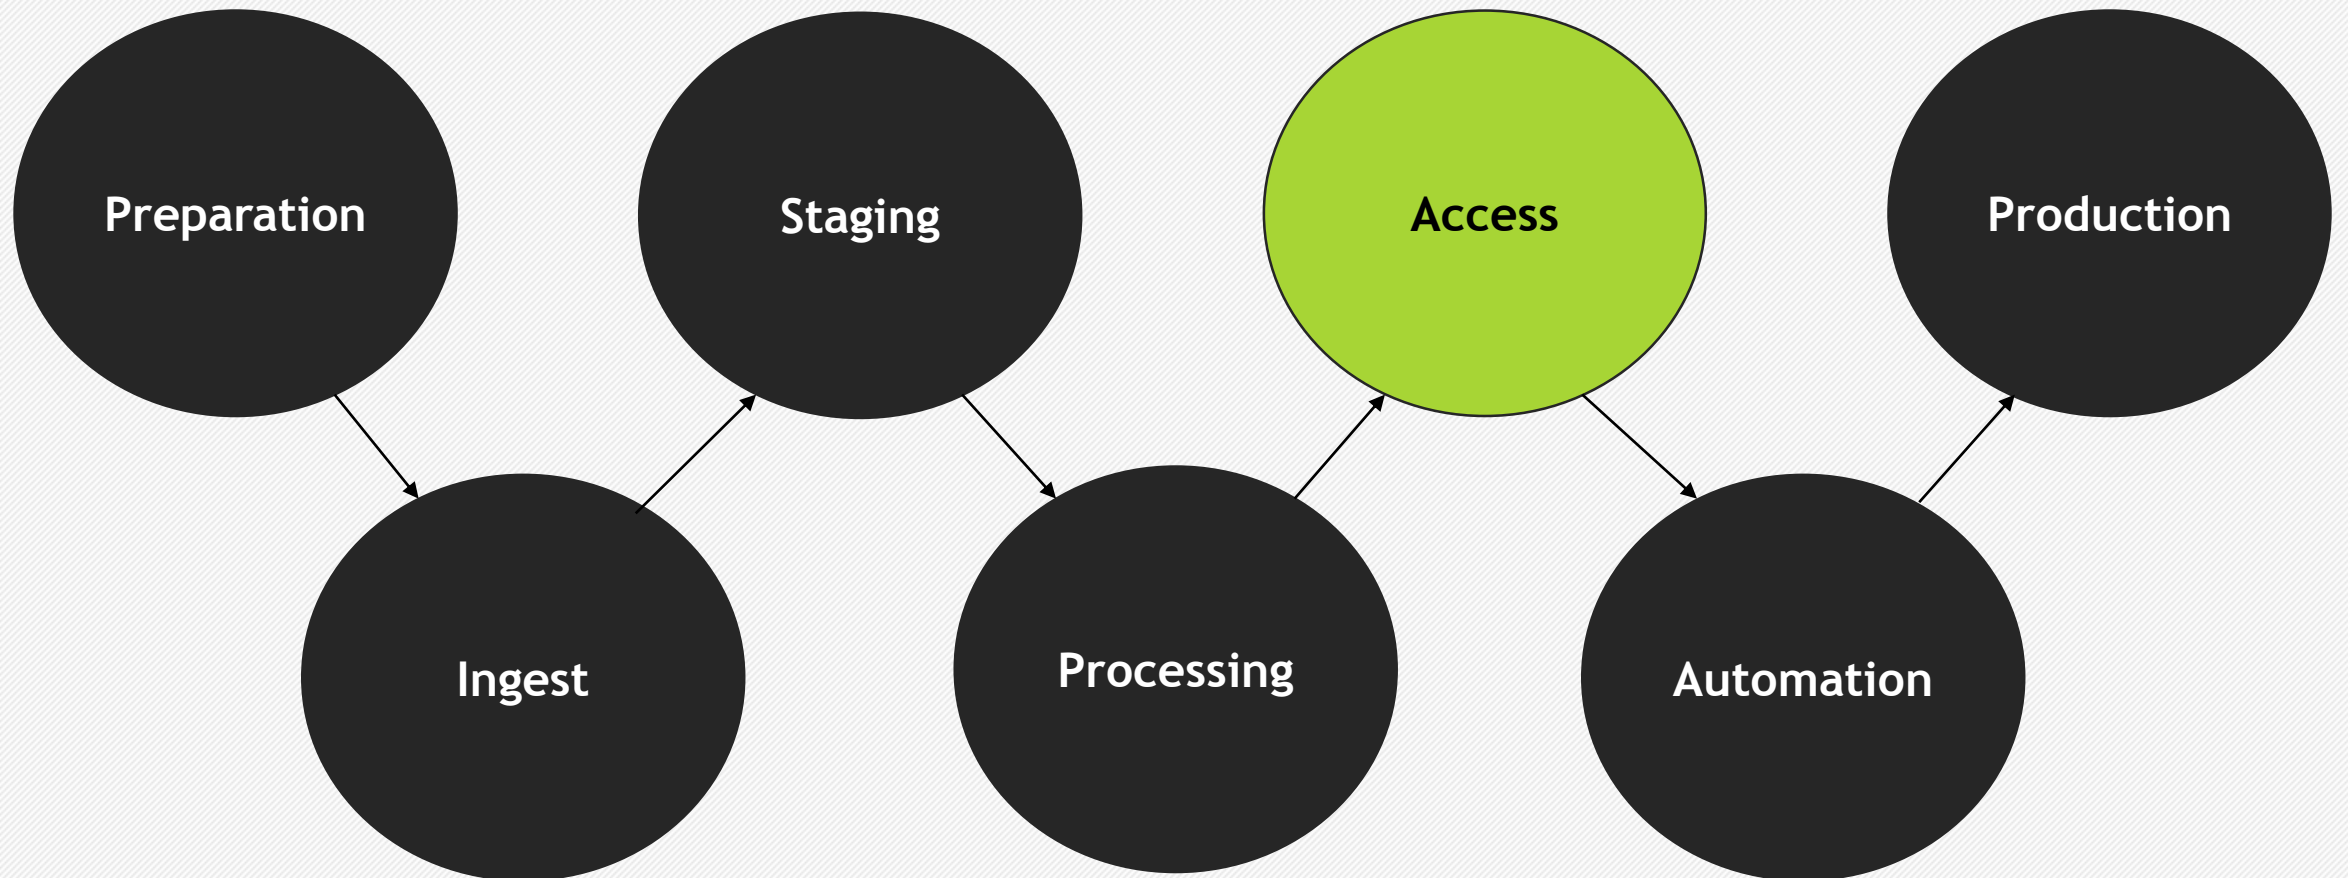 Preparation
Staging
Access
Production
Ingest
Processing
Automation